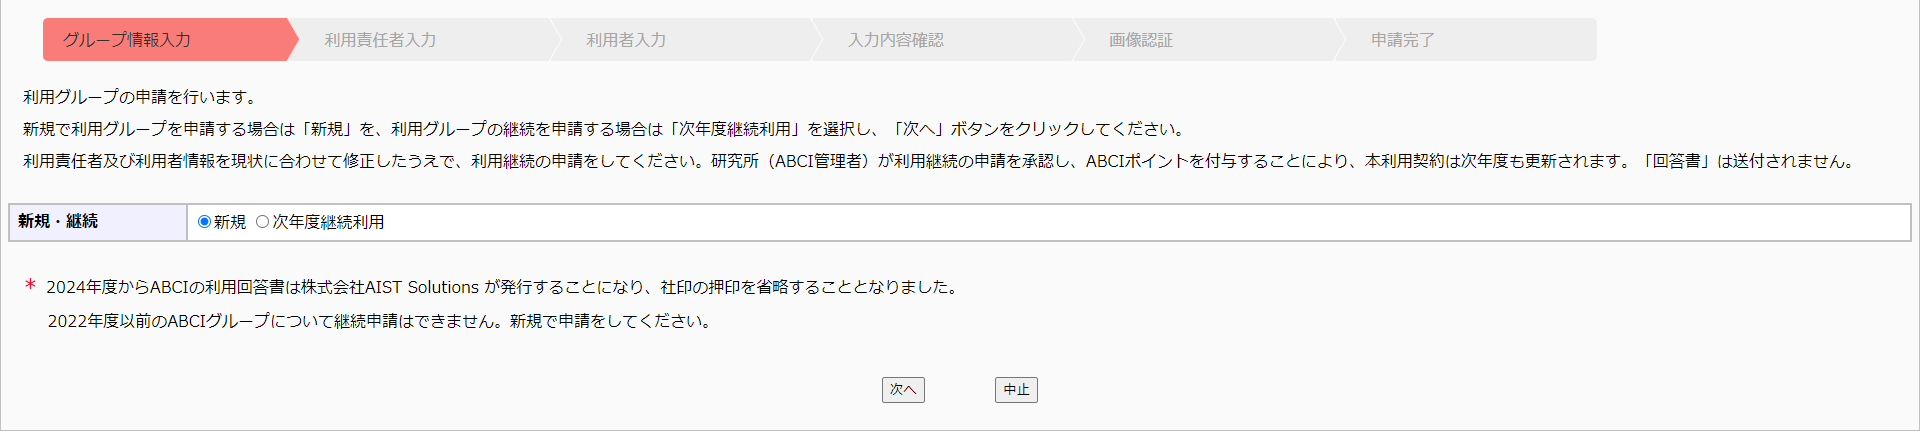 グループ情報入力
利用責任者入力
利用者入力
入力内容確認
画像認証
申請完了
利用グループの申請を行います。
新規で利用グループを申請する場合は「新規」を、利用グループの継続を申請する場合は「次年度継続利用」を選択し、「次へ」ボタンをクリックしてください。
利用責任者及び利用者情報を現状に合わせて修正したうえで、利用継続の申請をしてください。研究所（ABCI管理者）が利用継続の申請を承認し、ABCIポイントを付与することにより、本利用契約は次年度も更新されます。「回答書」は送付されません。
新規・継続 新規 次年度継続利用
* 2024年度からABCIの利用回答書は株式会社AIST Solutions が発行することになり、社印の押印を省略することとなりました。
2022年度以前のABCIグループについて継続申請はできません。新規で申請をしてください。
次へ 中止